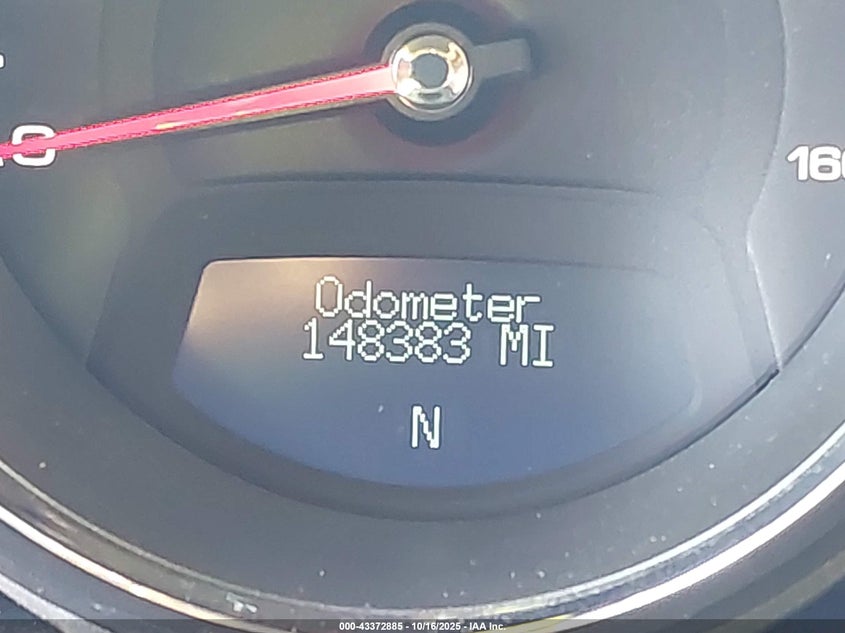 160
Odometer
148383 MI
N
000-43372885 - 10/16/2025 - IAA Inc.